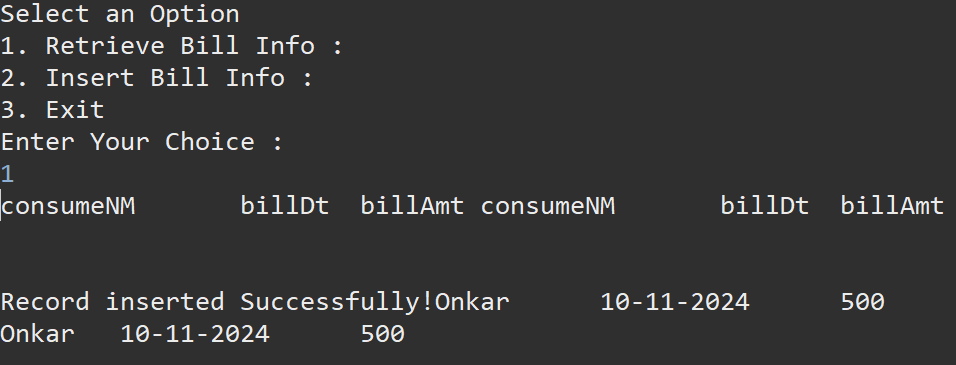 Select an Option
1. Retrieve Bill Info :
2. Insert Bill Info :
3. Exit
Enter Your Choice :
1
consumeNM       billDt  billAmt consumeNM       billDt  billAmt
Record inserted Successfully!Onkar      10-11-2024      500
Onkar   10-11-2024      500